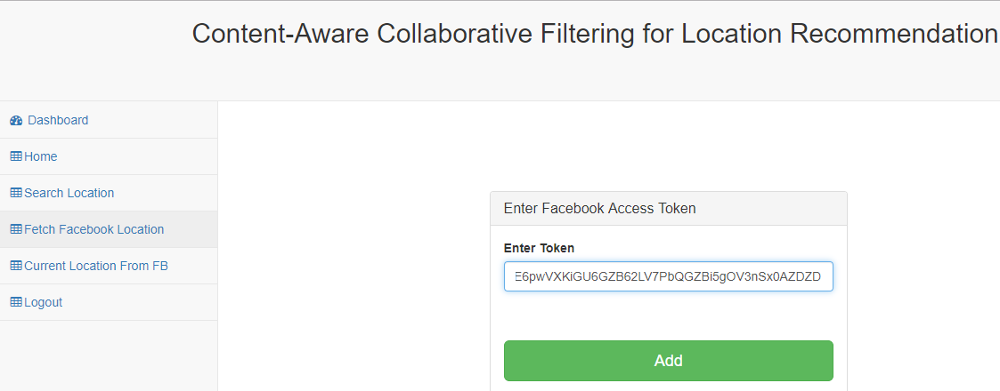 Content-Aware Collaborative Filtering for Location Recommendation
Dashboard
Home
Search Location
Fetch Facebook Location
Current Location From FB
Logout
Enter Facebook Access Token
Enter Token
E6pwVXKiGU6GZB62LV7PbQGZBi5gOV3nSx0AZDZD
Add